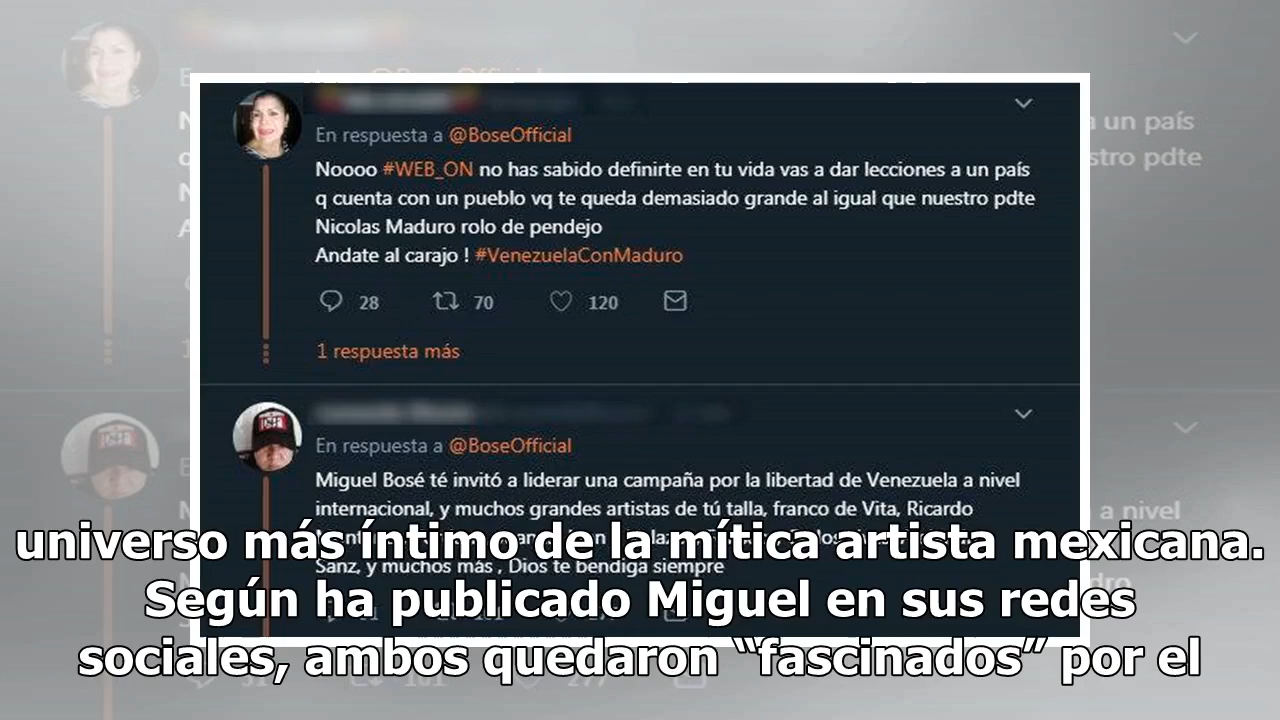 En respuesta a @BoseOfficial
Noooo #WEB_ON no has sabido definirte en tu vida vas a dar lecciones a un país
q cuenta con un pueblo vq te queda demasiado grande al igual que nuestro pdte
Nicolas Maduro rolo de pendejo
Andate al carajo ! #VenezuelaConMaduro
28 70 120
1 respuesta más
En respuesta a @BoseOfficial
Miguel Bosé té invitó a liderar una campaña por la libertad de Venezuela a nivel
internacional, y muchos grandes artistas de tú talla, franco de Vita, Ricardo
Sanz, y muchos más , Dios te bendiga siempre
universo más íntimo de la mítica artista mexicana.
Según ha publicado Miguel en sus redes
sociales, ambos quedaron “fascinados” por el
un país
stro pdte
a nivel